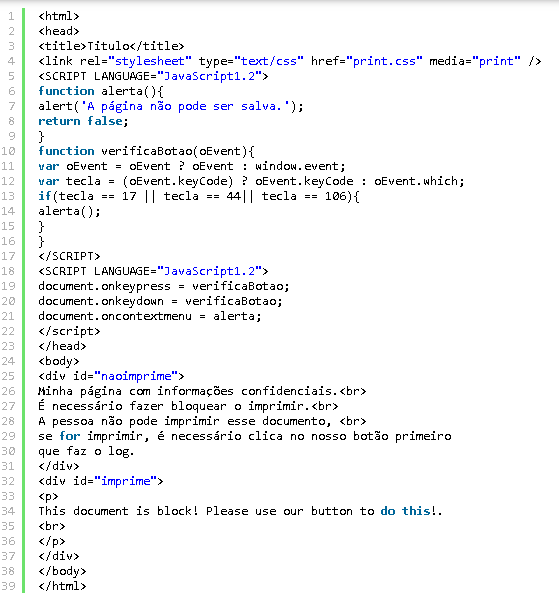 1 <html>
2 <head>
3 <title>Titulo</title>
4 <link rel="stylesheet" type="text/css" href="print.css" media="print" />
5 <SCRIPT LANGUAGE="JavaScript1.2">
6 function alerta(){
7 alert('A página não pode ser salva.');
8 return false;
9 }
10 function verificaBotao(oEvent){
11 var oEvent = oEvent ? oEvent : window.event;
12 var tecla = (oEvent.keyCode) ? oEvent.keyCode : oEvent.which;
13 if(tecla == 17 || tecla == 44|| tecla == 106){
14 alerta();
15 }
16 }
17 </SCRIPT>
18 <SCRIPT LANGUAGE="JavaScript1.2">
19 document.onkeypress = verificaBotao;
20 document.onkeydown = verificaBotao;
21 document.oncontextmenu = alerta;
22 </script>
23 </head>
24 <body>
25 <div id="naoimprime">
26 Minha página com informações confidenciais.<br>
27 É necessário fazer bloquear o imprimir.<br>
28 A pessoa não pode imprimir esse documento, <br>
29 se for imprimir, é necessário clica no nosso botão primeiro
30 que faz o log.
31 </div>
32 <div id="imprime">
33 <p>
34 This document is block! Please use our button to do this!.
35 <br>
36 </p>
37 </div>
38 </body>
39 </html>